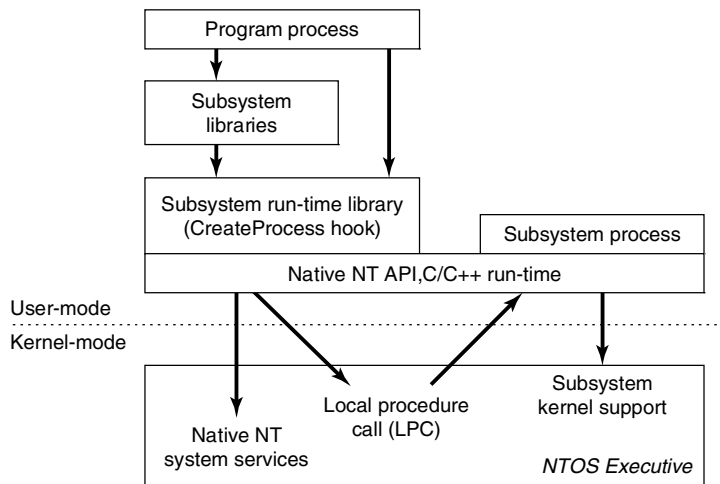 Program process
Subsystem
libraries
Subsystem run-time library
(CreateProcess hook)
Subsystem process
Native NT API,C/C++ run-time
User-mode
Kernel-mode
Subsystem
kernel support
Local procedure
call (LPC)
Native NT
system services
NTOS Executive